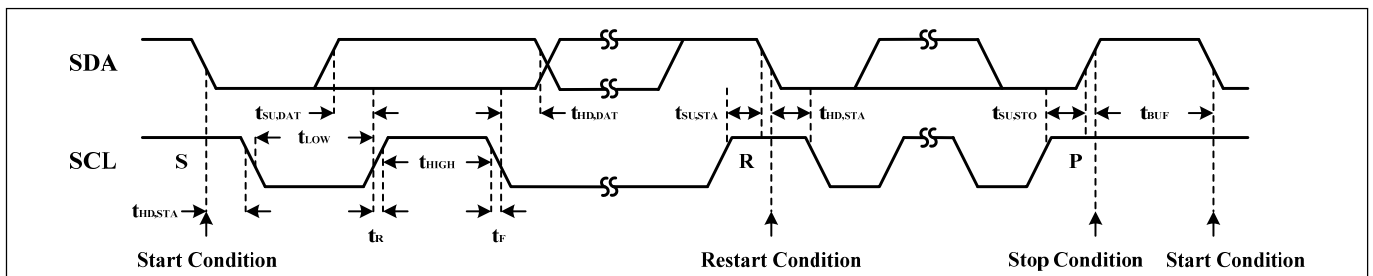 SDA
tSU,DAT
tHD,DAT
tSU,STA
tHD,STA
tSU,STO
tBUF
tLOW
SCL
S
tHIGH
R
P
tHD,STA
tR
tF
Start Condition
Restart Condition
Stop Condition
Start Condition